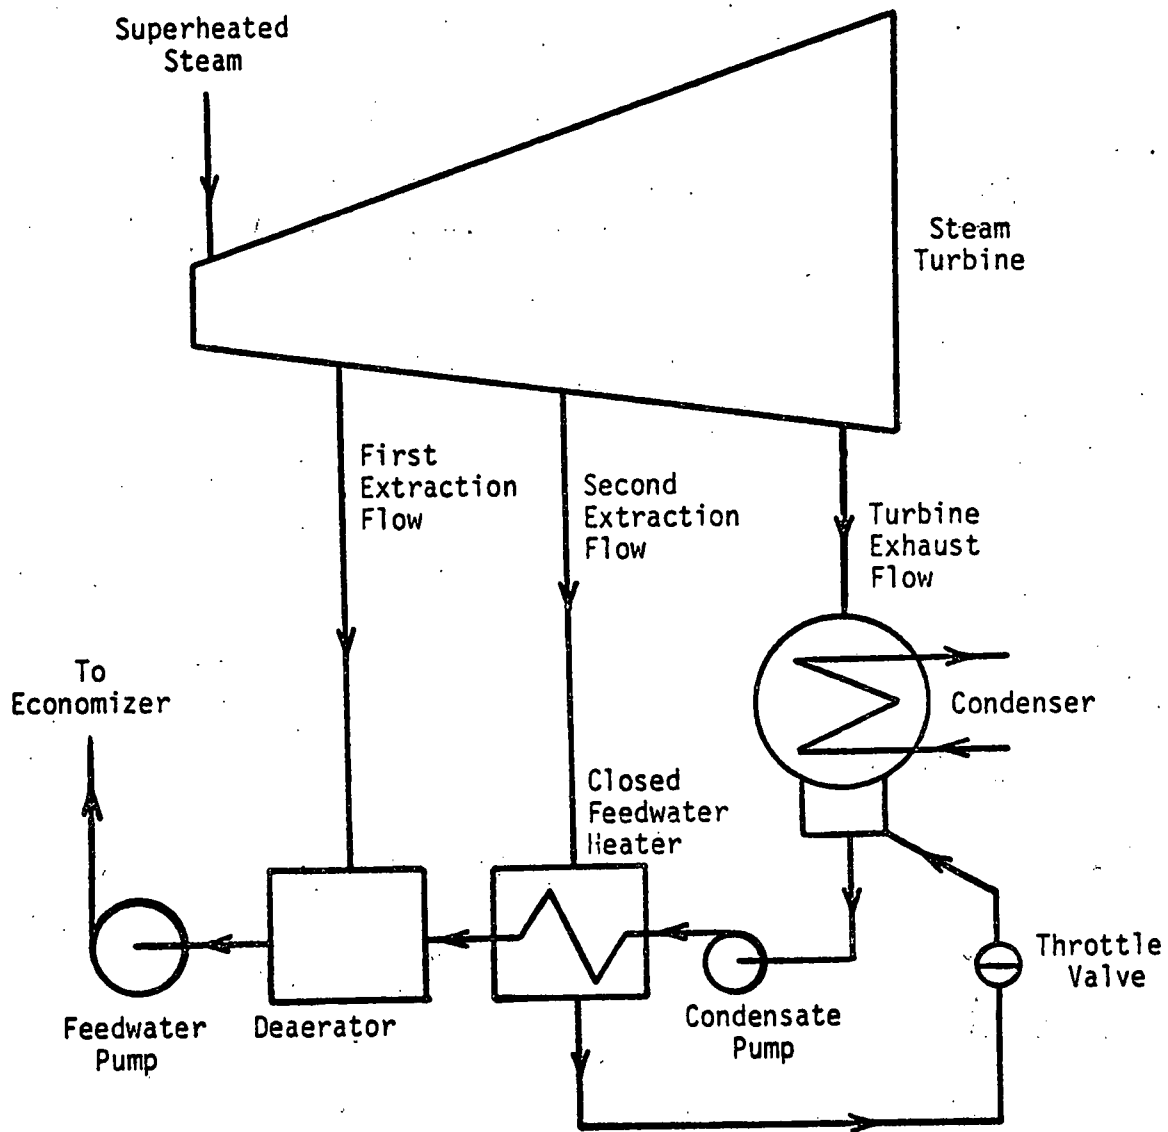 Superheated
Steam
Steam
Turbine
First
Extraction
Flow
Second
Extraction
Flow
Turbine
Exhaust
Flow
To
Economizer
Condenser
Closed
Feedwater
Heater
Throttle
Valve
Feedwater
Pump
Deaerator
Condensate
Pump